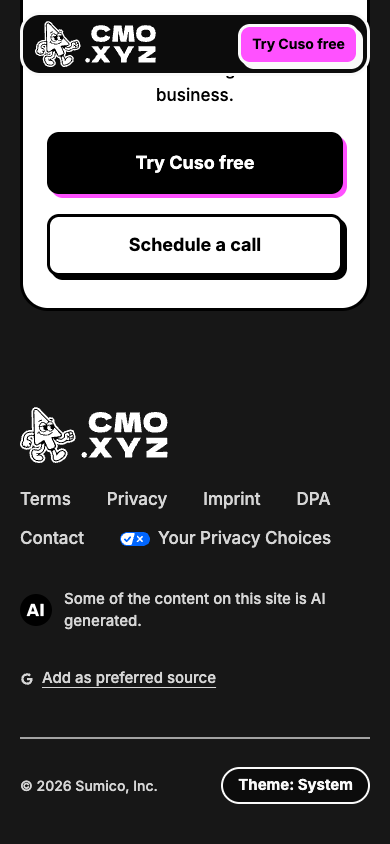 CMO
.XYZ
Try Cuso free
business.
Try Cuso free
Schedule a call
CMO
.XYZ
Terms Privacy Imprint DPA
Contact Your Privacy Choices
AI Some of the content on this site is AI
generated.
G Add as preferred source
© 2026 Sumico, Inc.
Theme: System